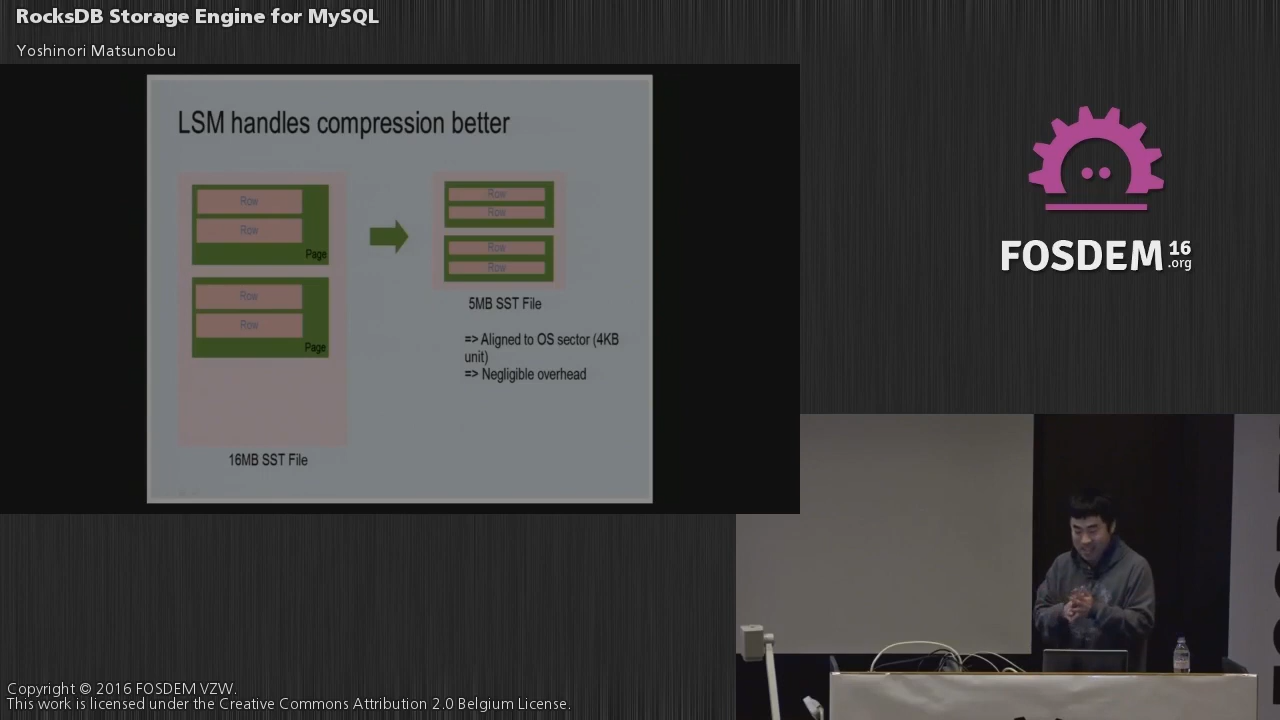 RocksDB Storage Engine for MySQL
Yoshinori Matsunobu
LSM handles compression better
Row
Row
Page
Row
Row
Page
16MB SST File
Row
Row
Row
Row
5MB SST File
=> Aligned to OS sector (4KB
unit)
=> Negligible overhead
FOSDEM 16
.org
Copyright © 2016 FOSDEM VZW.
This work is licensed under the Creative Commons Attribution 2.0 Belgium License.